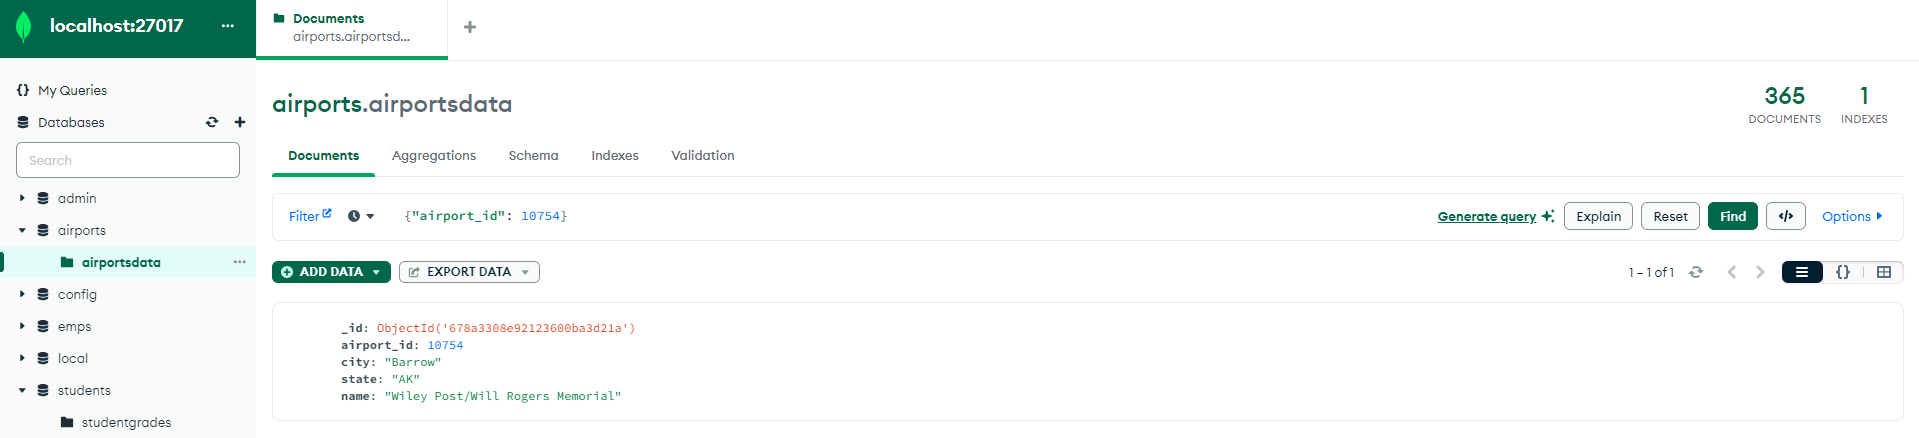 localhost:27017 ...
Documents
airports.airportsd...
{} My Queries
Databases
Search
admin
airports
airportsdata ...
config
emps
local
students
studentgrades
airports.airportsdata
365
DOCUMENTS
1
INDEXES
Documents Aggregations Schema Indexes Validation
Filter {"airport_id": 10754} Generate query Explain Reset Find </> Options
ADD DATA EXPORT DATA 1 – 1 of 1 {}
_id: ObjectId('678a3308e92123600ba3d21a')
airport_id: 10754
city: "Barrow"
state: "AK"
name: "Wiley Post/Will Rogers Memorial"